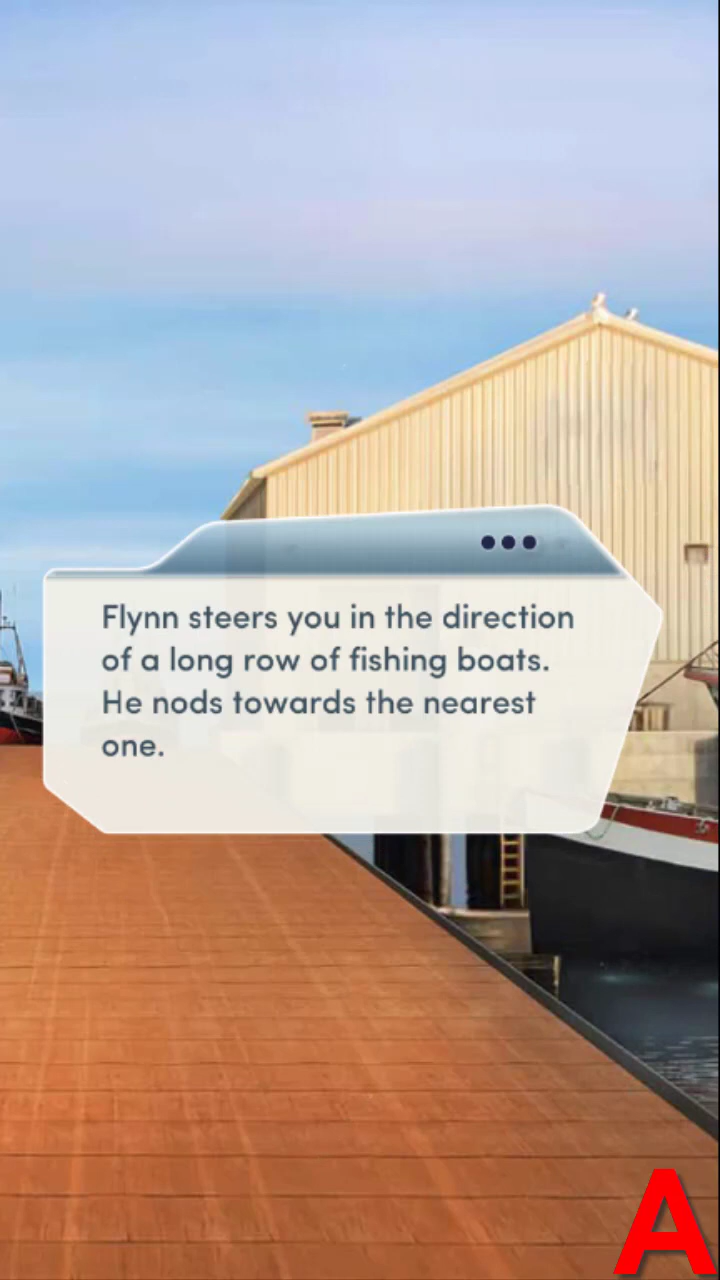 Flynn steers you in the direction
of a long row of fishing boats.
He nods towards the nearest
one.
A